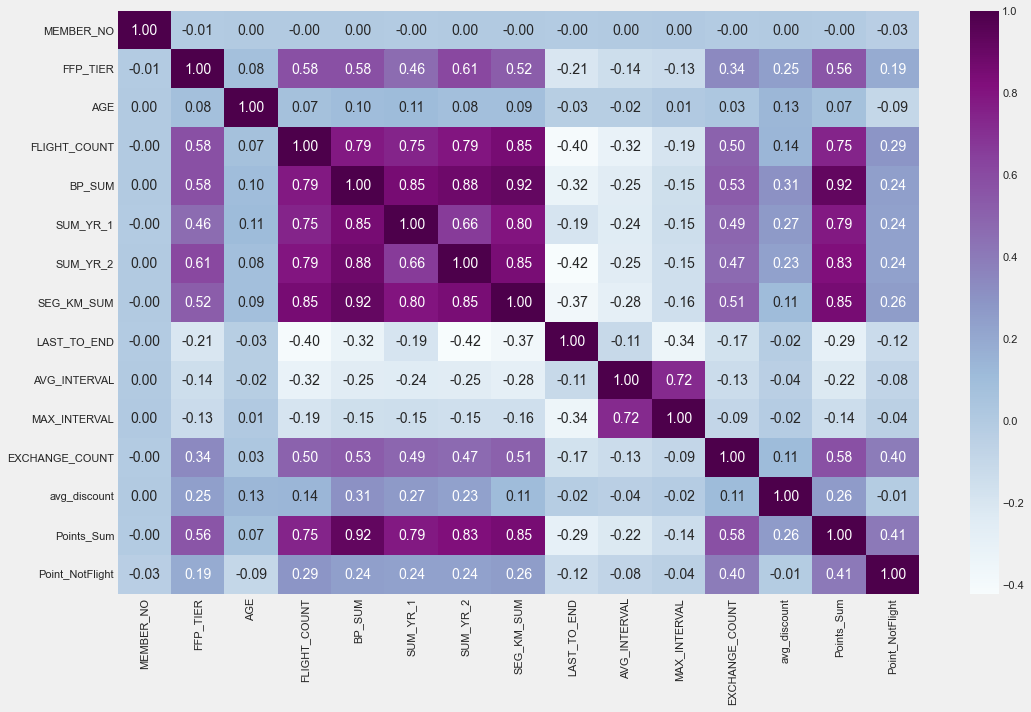 MEMBER_NO 1.00 -0.01 0.00 -0.00 0.00 -0.00 0.00 -0.00 -0.00 0.00 0.00 -0.00 0.00 -0.00 -0.03
FFP_TIER -0.01 1.00 0.08 0.58 0.58 0.46 0.61 0.52 -0.21 -0.14 -0.13 0.34 0.25 0.56 0.19
AGE 0.00 0.08 1.00 0.07 0.10 0.11 0.08 0.09 -0.03 -0.02 0.01 0.03 0.13 0.07 -0.09
FLIGHT_COUNT -0.00 0.58 0.07 1.00 0.79 0.75 0.79 0.85 -0.40 -0.32 -0.19 0.50 0.14 0.75 0.29
BP_SUM 0.00 0.58 0.10 0.79 1.00 0.85 0.88 0.92 -0.32 -0.25 -0.15 0.53 0.31 0.92 0.24
SUM_YR_1 -0.00 0.46 0.11 0.75 0.85 1.00 0.66 0.80 -0.19 -0.24 -0.15 0.49 0.27 0.79 0.24
SUM_YR_2 0.00 0.61 0.08 0.79 0.88 0.66 1.00 0.85 -0.42 -0.25 -0.15 0.47 0.23 0.83 0.24
SEG_KM_SUM -0.00 0.52 0.09 0.85 0.92 0.80 0.85 1.00 -0.37 -0.28 -0.16 0.51 0.11 0.85 0.26
LAST_TO_END -0.00 -0.21 -0.03 -0.40 -0.32 -0.19 -0.42 -0.37 1.00 -0.11 -0.34 -0.17 -0.02 -0.29 -0.12
AVG_INTERVAL 0.00 -0.14 -0.02 -0.32 -0.25 -0.24 -0.25 -0.28 -0.11 1.00 0.72 -0.13 -0.04 -0.22 -0.08
MAX_INTERVAL 0.00 -0.13 0.01 -0.19 -0.15 -0.15 -0.15 -0.16 -0.34 0.72 1.00 -0.09 -0.02 -0.14 -0.04
EXCHANGE_COUNT -0.00 0.34 0.03 0.50 0.53 0.49 0.47 0.51 -0.17 -0.13 -0.09 1.00 0.11 0.58 0.40
avg_discount 0.00 0.25 0.13 0.14 0.31 0.27 0.23 0.11 -0.02 -0.04 -0.02 0.11 1.00 0.26 -0.01
Points_Sum -0.00 0.56 0.07 0.75 0.92 0.79 0.83 0.85 -0.29 -0.22 -0.14 0.58 0.26 1.00 0.41
Point_NotFlight -0.03 0.19 -0.09 0.29 0.24 0.24 0.24 0.26 -0.12 -0.08 -0.04 0.40 -0.01 0.41 1.00
MEMBER_NO FFP_TIER AGE FLIGHT_COUNT BP_SUM SUM_YR_1 SUM_YR_2 SEG_KM_SUM LAST_TO_END AVG_INTERVAL MAX_INTERVAL EXCHANGE_COUNT avg_discount Points_Sum Point_NotFlight
1.0
0.8
0.6
0.4
0.2
0.0
−0.2
−0.4